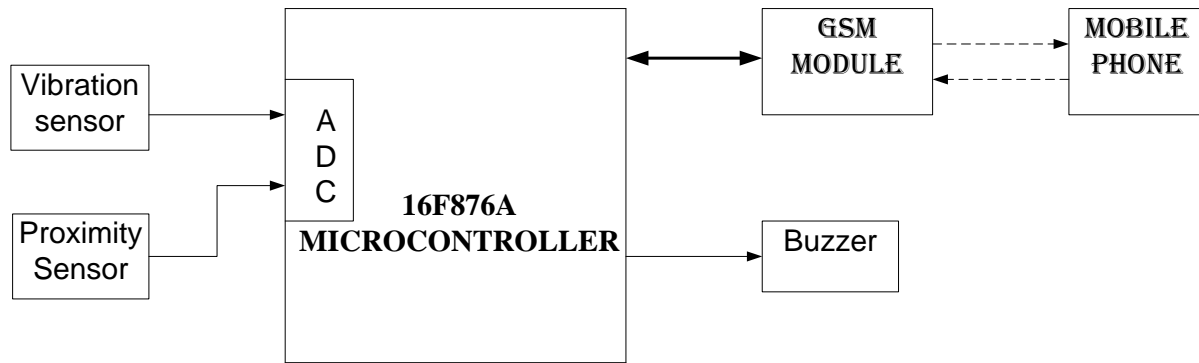 Vibration
sensor
Proximity
Sensor
A
D
C
16F876A
MICROCONTROLLER
GSM
MODULE
MOBILE
PHONE
Buzzer